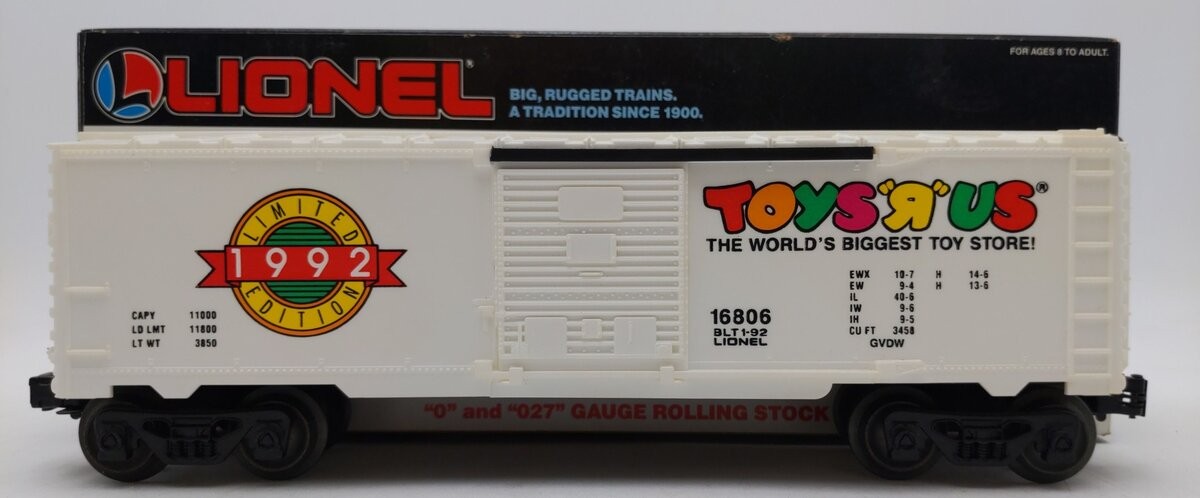 LIONEL®
BIG, RUGGED TRAINS.
A TRADITION SINCE 1900.
FOR AGES 8 TO ADULT.
LIMITED
1992
EDITION
CAPY 11000
LD LMT 11800
LT WT 3850
TOYS"Я"US®
THE WORLD'S BIGGEST TOY STORE!
EWX 10-7 H 14-6
EW 9-4 H 13-6
IL 40-6
IW 9-6
IH 9-5
CU FT 3458
GVDW
16806
BLT 1-92
LIONEL
"O" and "027" GAUGE ROLLING STOCK